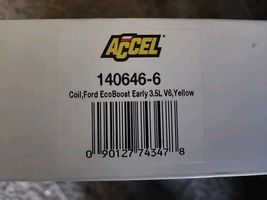 ACCEL
140646-6
Coil,Ford EcoBoost Early 3.5L V6,Yellow
0 90127 74347 8